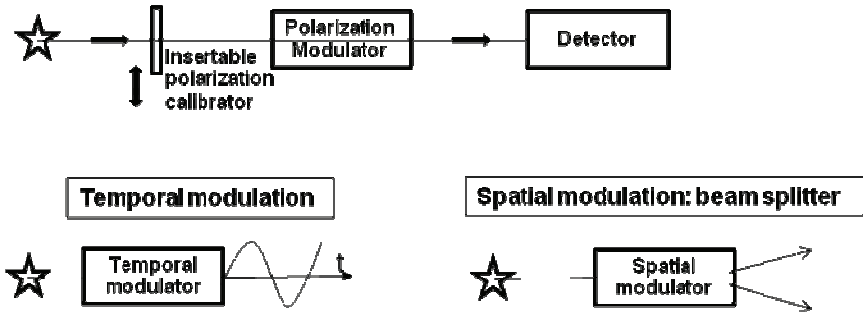 Insertable
polarization
calibrator
Polarization
Modulator
Detector
Temporal modulation
Temporal
modulator
t
Spatial modulation: beam splitter
Spatial
modulator